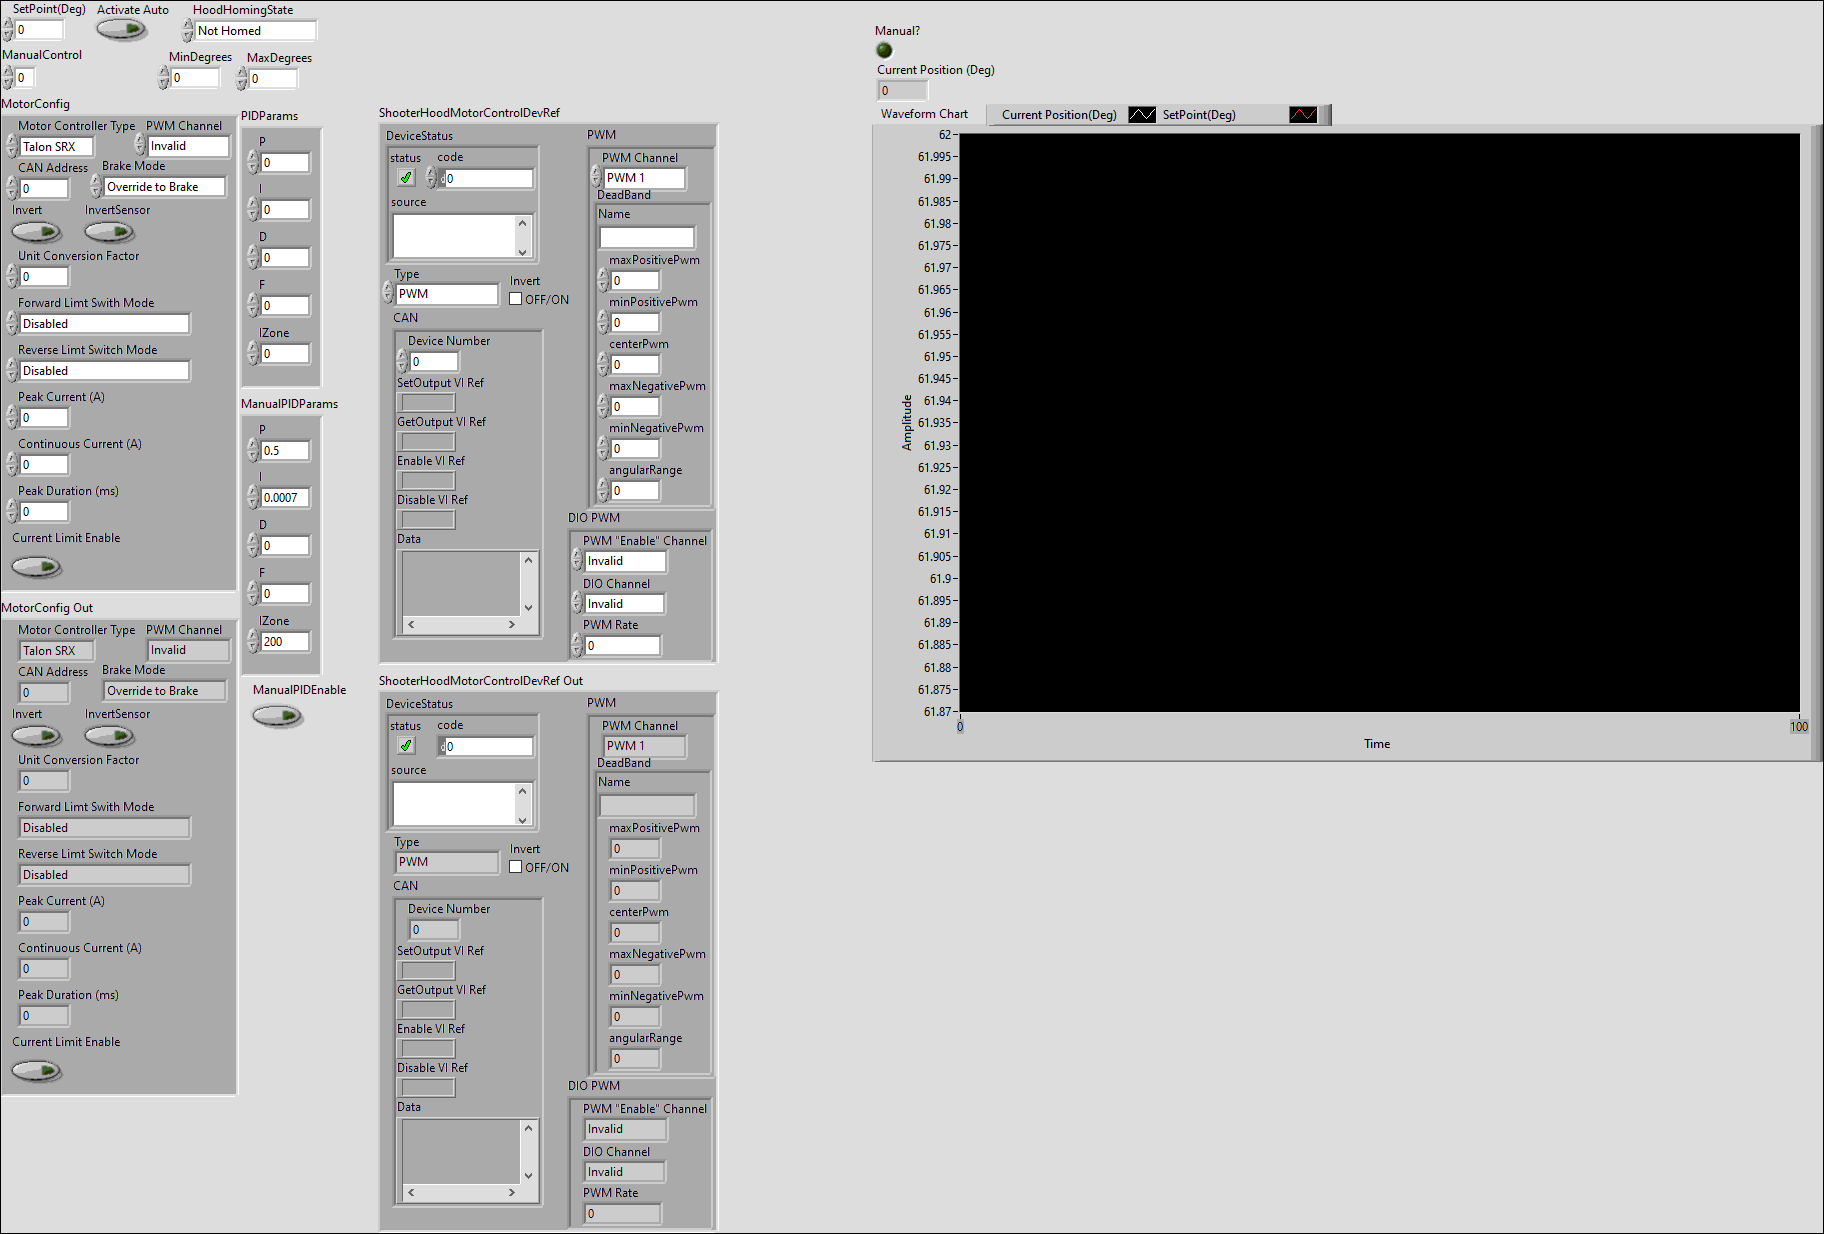 SetPoint(Deg)
0
Activate Auto
HoodHomingState
Not Homed
ManualControl
0
MinDegrees
0
MaxDegrees
0
MotorConfig
Motor Controller Type
Talon SRX
PWM Channel
Invalid
CAN Address
0
Brake Mode
Override to Brake
Invert
InvertSensor
Unit Conversion Factor
0
Forward Limt Swith Mode
Disabled
Reverse Limt Switch Mode
Disabled
Peak Current (A)
0
Continuous Current (A)
0
Peak Duration (ms)
0
Current Limit Enable
MotorConfig Out
Motor Controller Type
Talon SRX
PWM Channel
Invalid
CAN Address
0
Brake Mode
Override to Brake
Invert
InvertSensor
Unit Conversion Factor
0
Forward Limt Swith Mode
Disabled
Reverse Limt Switch Mode
Disabled
Peak Current (A)
0
Continuous Current (A)
0
Peak Duration (ms)
0
Current Limit Enable
PIDParams
P
0
I
0
D
0
F
0
IZone
0
ManualPIDParams
P
0.5
I
0.0007
D
0
F
0
IZone
200
ManualPIDEnable
ShooterHoodMotorControlDevRef
DeviceStatus
status
code
d0
source
Type
PWM
Invert
OFF/ON
CAN
Device Number
0
SetOutput VI Ref
GetOutput VI Ref
Enable VI Ref
Disable VI Ref
Data
PWM
PWM Channel
PWM 1
DeadBand
Name
maxPositivePwm
0
minPositivePwm
0
centerPwm
0
maxNegativePwm
0
minNegativePwm
0
angularRange
0
DIO PWM
PWM "Enable" Channel
Invalid
DIO Channel
Invalid
PWM Rate
0
ShooterHoodMotorControlDevRef Out
DeviceStatus
status
code
d0
source
Type
PWM
Invert
OFF/ON
CAN
Device Number
0
SetOutput VI Ref
GetOutput VI Ref
Enable VI Ref
Disable VI Ref
Data
PWM
PWM Channel
PWM 1
DeadBand
Name
maxPositivePwm
0
minPositivePwm
0
centerPwm
0
maxNegativePwm
0
minNegativePwm
0
angularRange
0
DIO PWM
PWM "Enable" Channel
Invalid
DIO Channel
Invalid
PWM Rate
0
Manual?
Current Position (Deg)
0
Waveform Chart
Current Position(Deg)
SetPoint(Deg)
Amplitude
62
61.995
61.99
61.985
61.98
61.975
61.97
61.965
61.96
61.955
61.95
61.945
61.94
61.935
61.93
61.925
61.92
61.915
61.91
61.905
61.9
61.895
61.89
61.885
61.88
61.875
61.87
0
100
Time